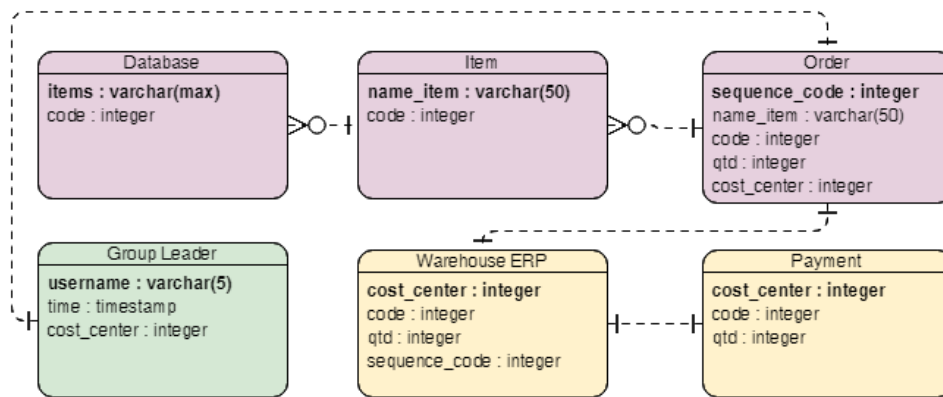 Database
items : varchar(max)
code : integer
Item
name_item : varchar(50)
code : integer
Order
sequence_code : integer
name_item : varchar(50)
code : integer
qtd : integer
cost_center : integer
Group Leader
username : varchar(5)
time : timestamp
cost_center : integer
Warehouse ERP
cost_center : integer
code : integer
qtd : integer
sequence_code : integer
Payment
cost_center : integer
code : integer
qtd : integer